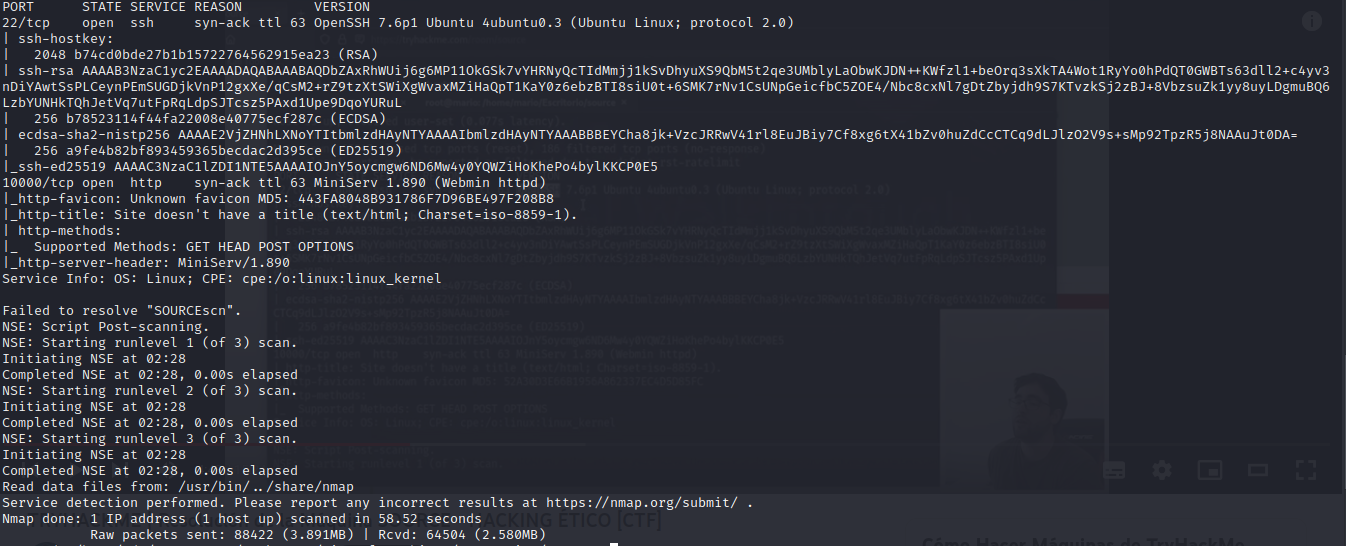 PORT      STATE SERVICE REASON         VERSION
22/tcp    open  ssh     syn-ack ttl 63 OpenSSH 7.6p1 Ubuntu 4ubuntu0.3 (Ubuntu Linux; protocol 2.0)
| ssh-hostkey:
|   2048 b74cd0bde27b1b15722764562915ea23 (RSA)
| ssh-rsa AAAAB3NzaC1yc2EAAAADAQABAAABAQDbZAxRhWUij6g6MP11OkGSk7vYHRNyQcTIdMmjj1kSvDhyuXS9QbM5t2qe3UMblyLaObwKJDN++KWfzl1+beOrq3sXkTA4Wot1RyYo0hPdQT0GWBTs63dll2+c4yv3
nDiYAwtSsPLCeynPEmSUGDjkVnP12gxXe/qCsM2+rZ9tzXtSWiXgWvaxMZiHaQpT1KaY0z6ebzBTI8siU0t+6SMK7rNv1CsUNpGeicfbC5ZOE4/Nbc8cxNl7gDtZbyjdh9S7KTvzkSj2zBJ+8VbzsuZk1yy8uyLDgmuBQ6
LzbYUNHkTQhJetVq7utFpRqLdpSJTcsz5PAxd1Upe9DqoYURuL
|   256 b78523114f44fa22008e40775ecf287c (ECDSA)
| ecdsa-sha2-nistp256 AAAAE2VjZHNhLXNoYTItbmlzdHAyNTYAAAAIbmlzdHAyNTYAAABBBEYCha8jk+VzcJRRwV41rl8EuJBiy7Cf8xg6tX41bZv0huZdCcCTCq9dLJlzO2V9s+sMp92TpzR5j8NAAuJt0DA=
|   256 a9fe4b82bf893459365becdac2d395ce (ED25519)
|_ssh-ed25519 AAAAC3NzaC1lZDI1NTE5AAAAIOJnY5oycmgw6ND6Mw4y0YQWZiHoKhePo4bylKKCP0E5
10000/tcp open  http    syn-ack ttl 63 MiniServ 1.890 (Webmin httpd)
|_http-favicon: Unknown favicon MD5: 443FA8048B931786F7D96BE497F208B8
|_http-title: Site doesn't have a title (text/html; Charset=iso-8859-1).
| http-methods:
|_  Supported Methods: GET HEAD POST OPTIONS
|_http-server-header: MiniServ/1.890
Service Info: OS: Linux; CPE: cpe:/o:linux:linux_kernel
Failed to resolve "SOURCEscn".
NSE: Script Post-scanning.
NSE: Starting runlevel 1 (of 3) scan.
Initiating NSE at 02:28
Completed NSE at 02:28, 0.00s elapsed
NSE: Starting runlevel 2 (of 3) scan.
Initiating NSE at 02:28
Completed NSE at 02:28, 0.00s elapsed
NSE: Starting runlevel 3 (of 3) scan.
Initiating NSE at 02:28
Completed NSE at 02:28, 0.00s elapsed
Read data files from: /usr/bin/../share/nmap
Service detection performed. Please report any incorrect results at https://nmap.org/submit/ .
Nmap done: 1 IP address (1 host up) scanned in 58.52 seconds
           Raw packets sent: 88422 (3.891MB) | Rcvd: 64504 (2.580MB)
ÉTICO [CTF]
Cómo Hacer Máquinas de TryHackMe